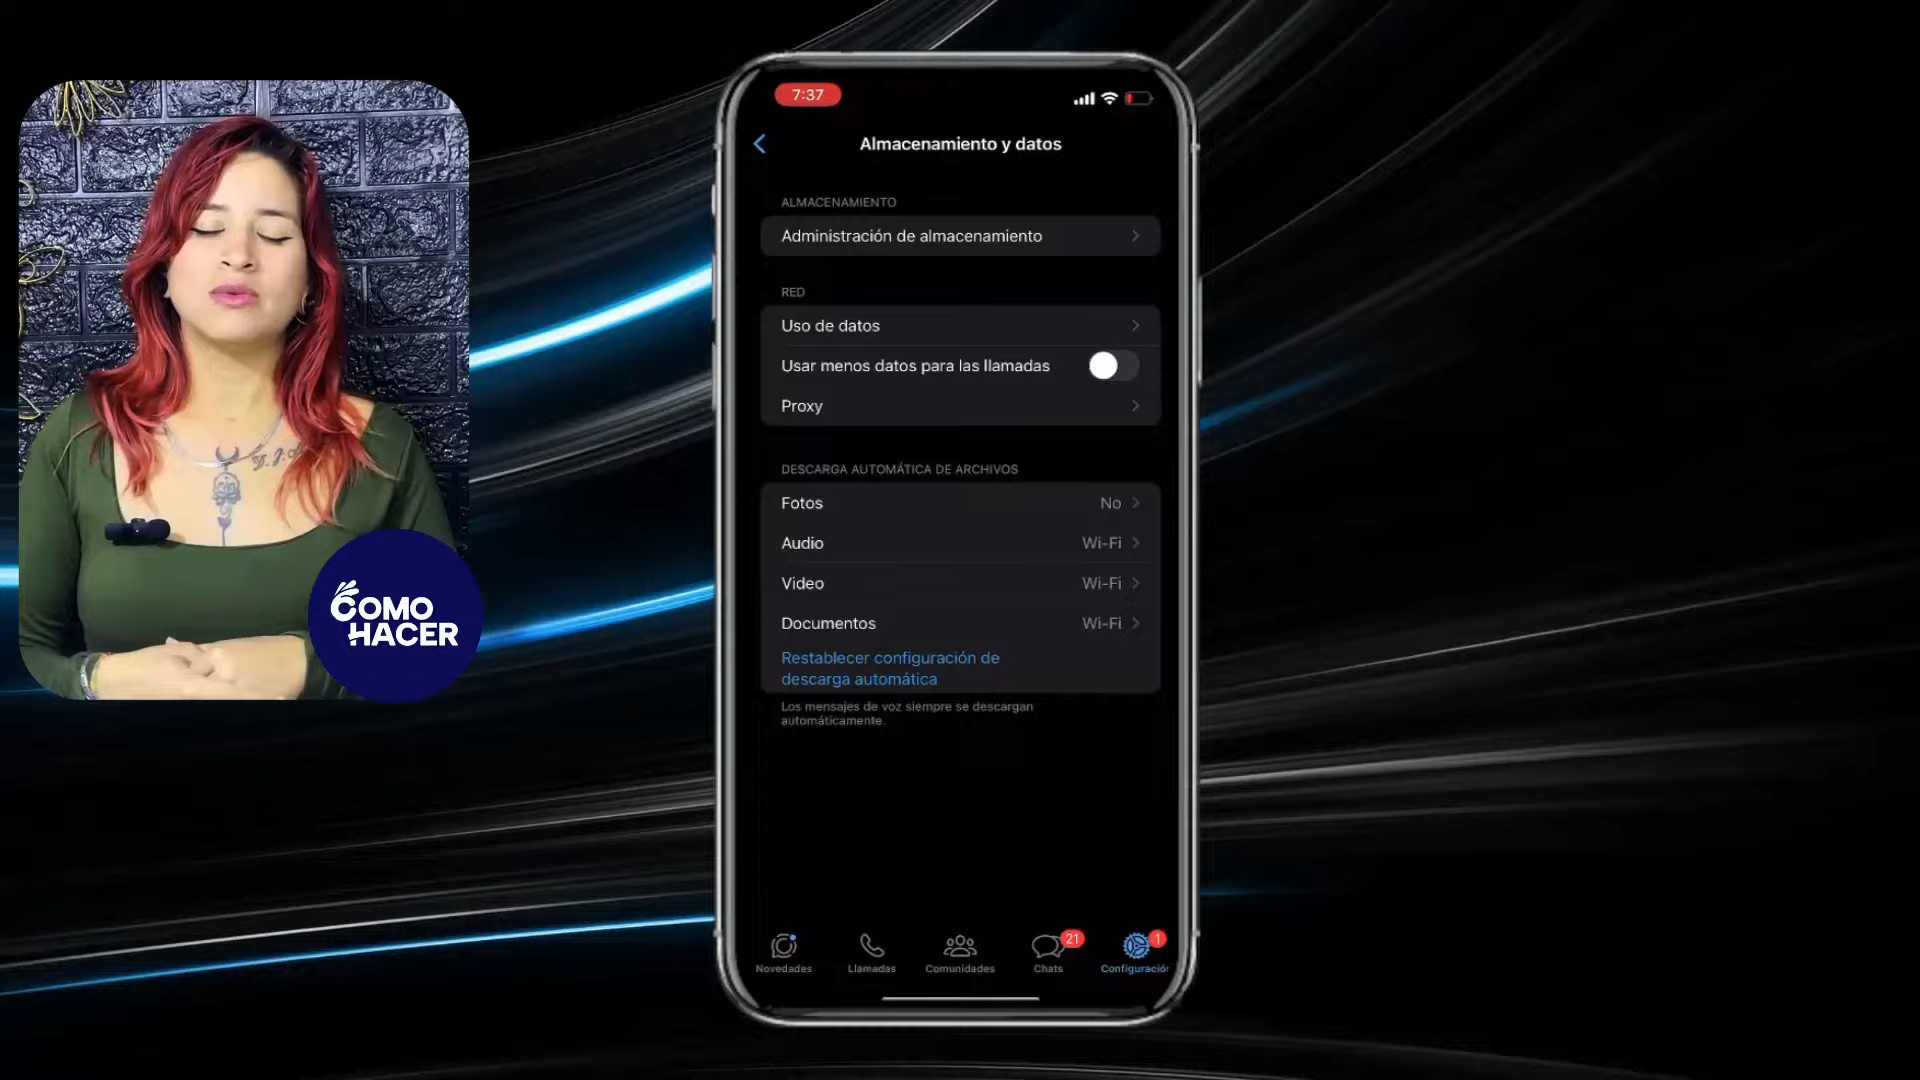 7:37
Almacenamiento y datos
ALMACENAMIENTO
Administración de almacenamiento
RED
Uso de datos
Usar menos datos para las llamadas
Proxy
DESCARGA AUTOMÁTICA DE ARCHIVOS
Fotos No
Audio Wi-Fi
Video Wi-Fi
Documentos Wi-Fi
Restablecer configuración de
descarga automática
Los mensajes de voz siempre se descargan
automáticamente.
21 1
Novedades Llamadas Comunidades Chats Configuración
COMO
HACER